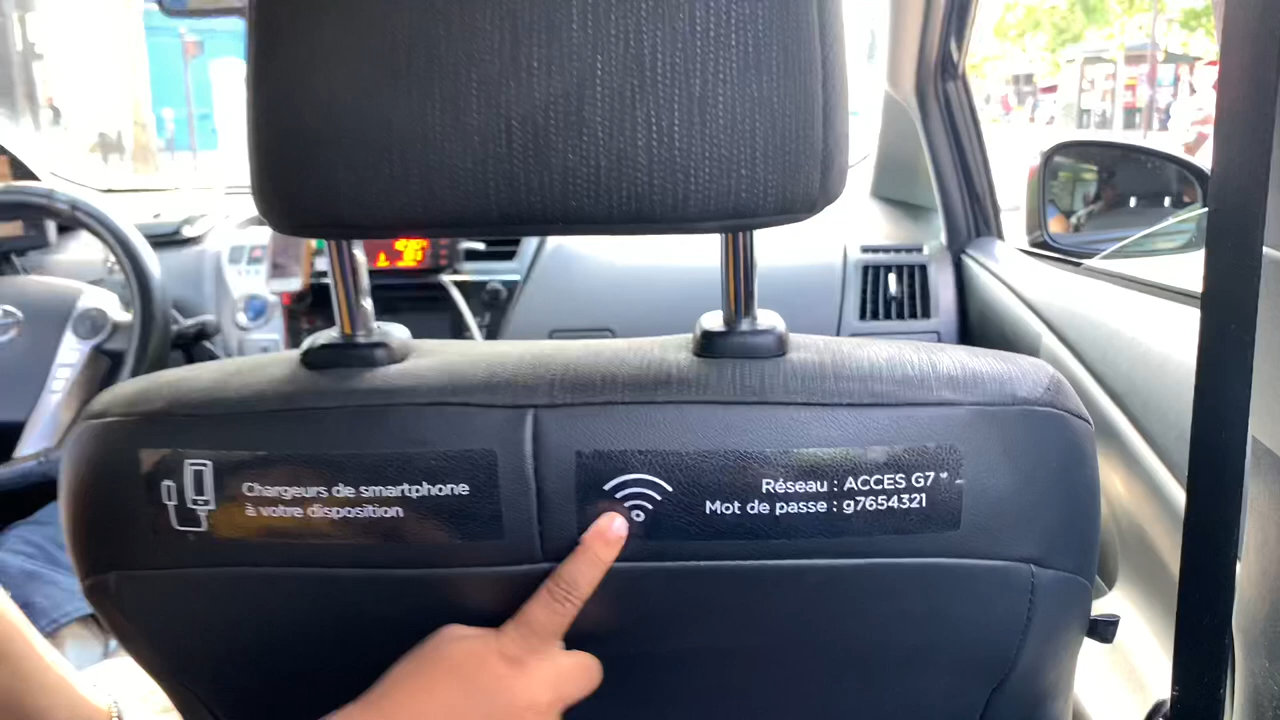 Chargeurs de smartphone
à votre disposition
Réseau : ACCES G7 *
Mot de passe : g7654321